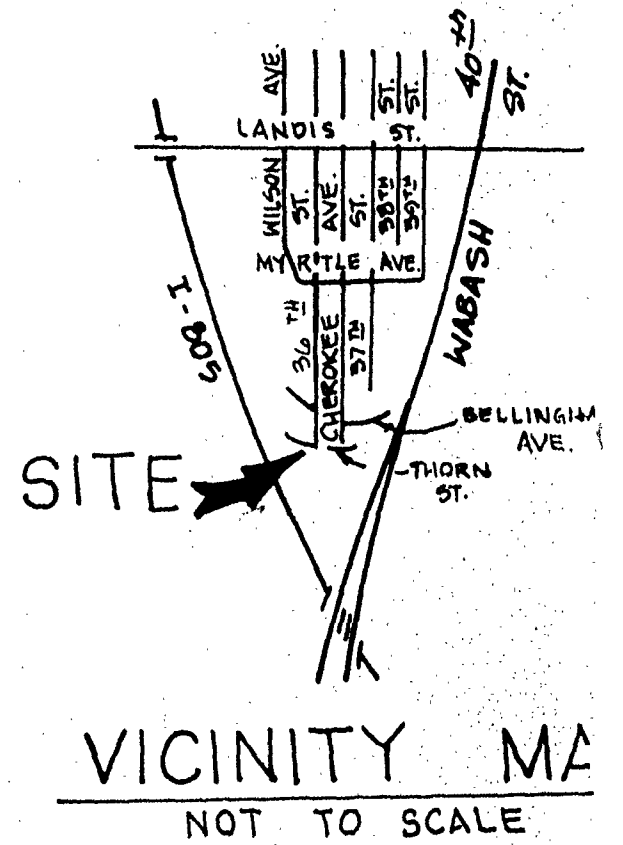 AVE.
ST.
ST.
40th
ST.
LANDIS ST.
WILSON
ST.
AVE.
ST.
38TH
39TH
MYRTLE AVE.
WABASH
I-805
36TH
CHEROKEE
37TH
BELLINGHAM
AVE.
SITE
THORN
ST.
VICINITY MA
NOT TO SCALE